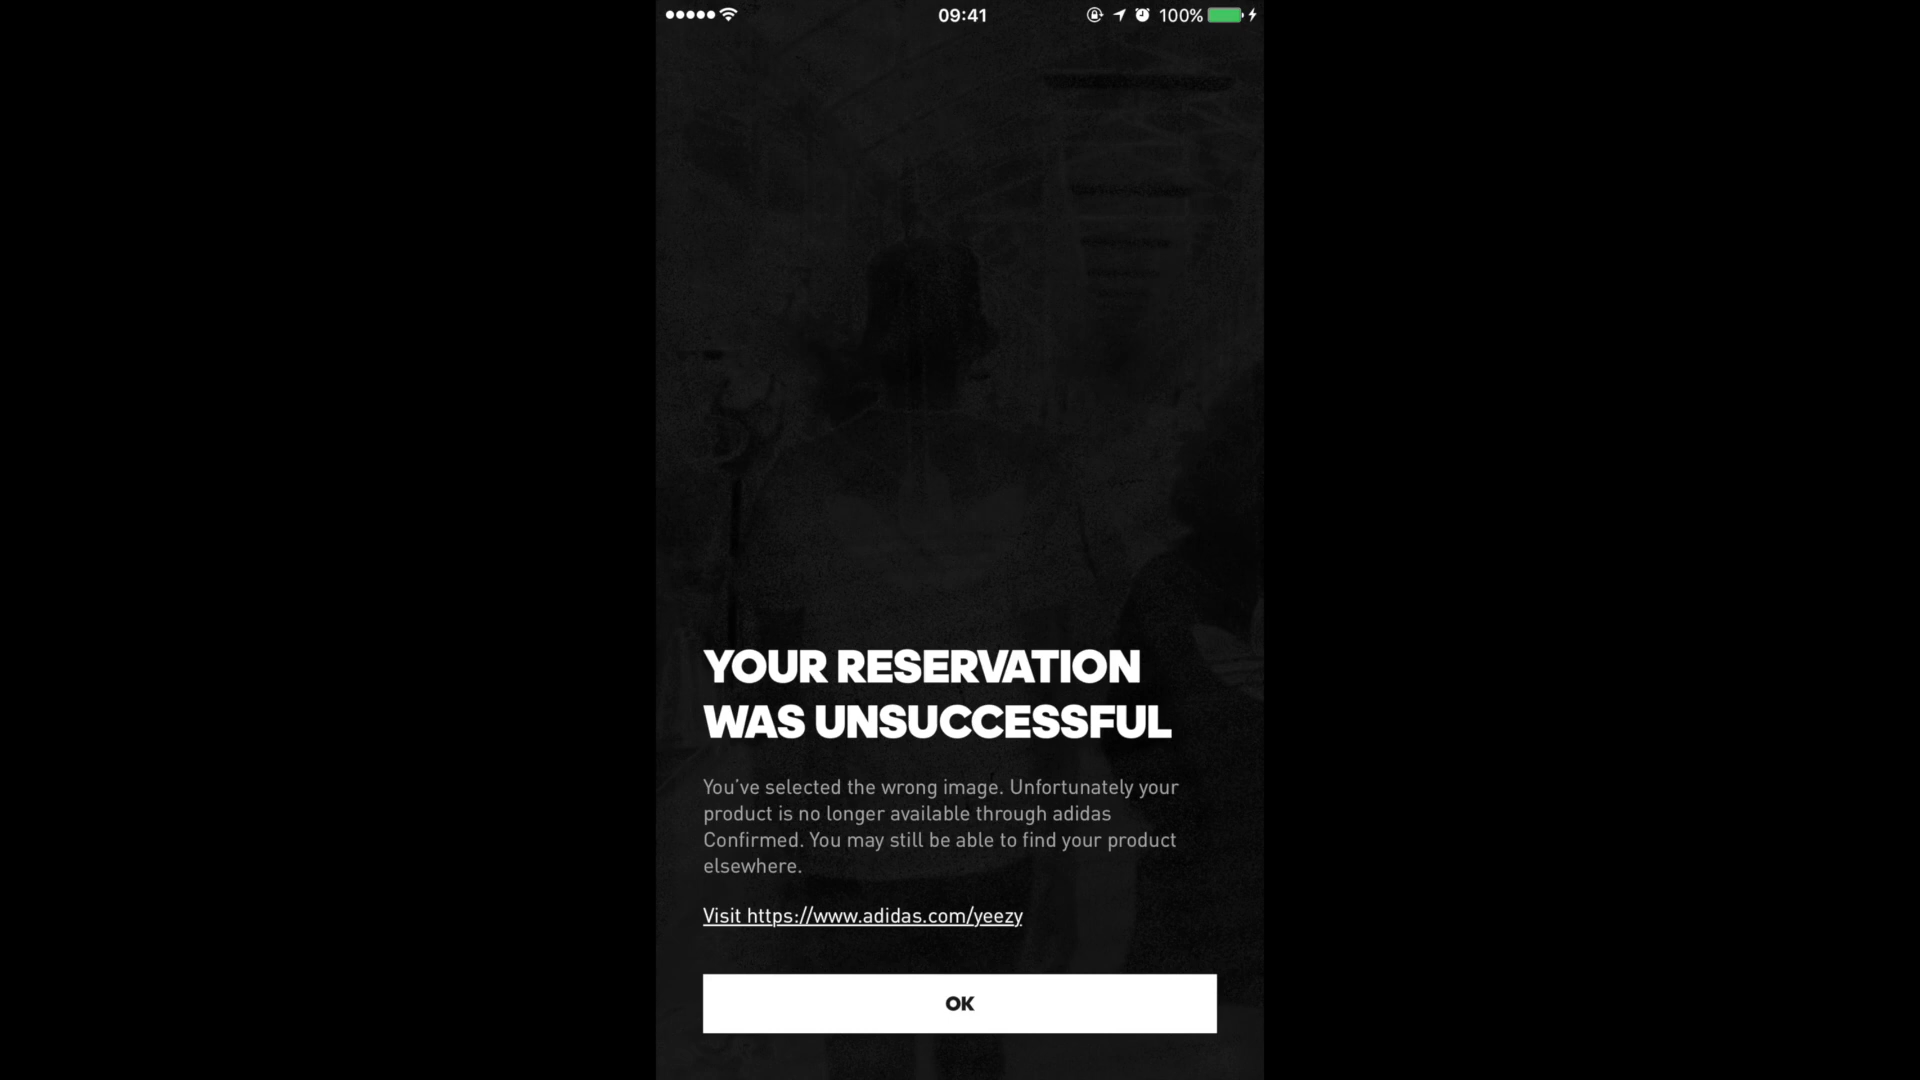 09:41
100%
YOUR RESERVATION
WAS UNSUCCESSFUL
You've selected the wrong image. Unfortunately your
product is no longer available through adidas
Confirmed. You may still be able to find your product
elsewhere.
Visit https://www.adidas.com/yeezy
OK